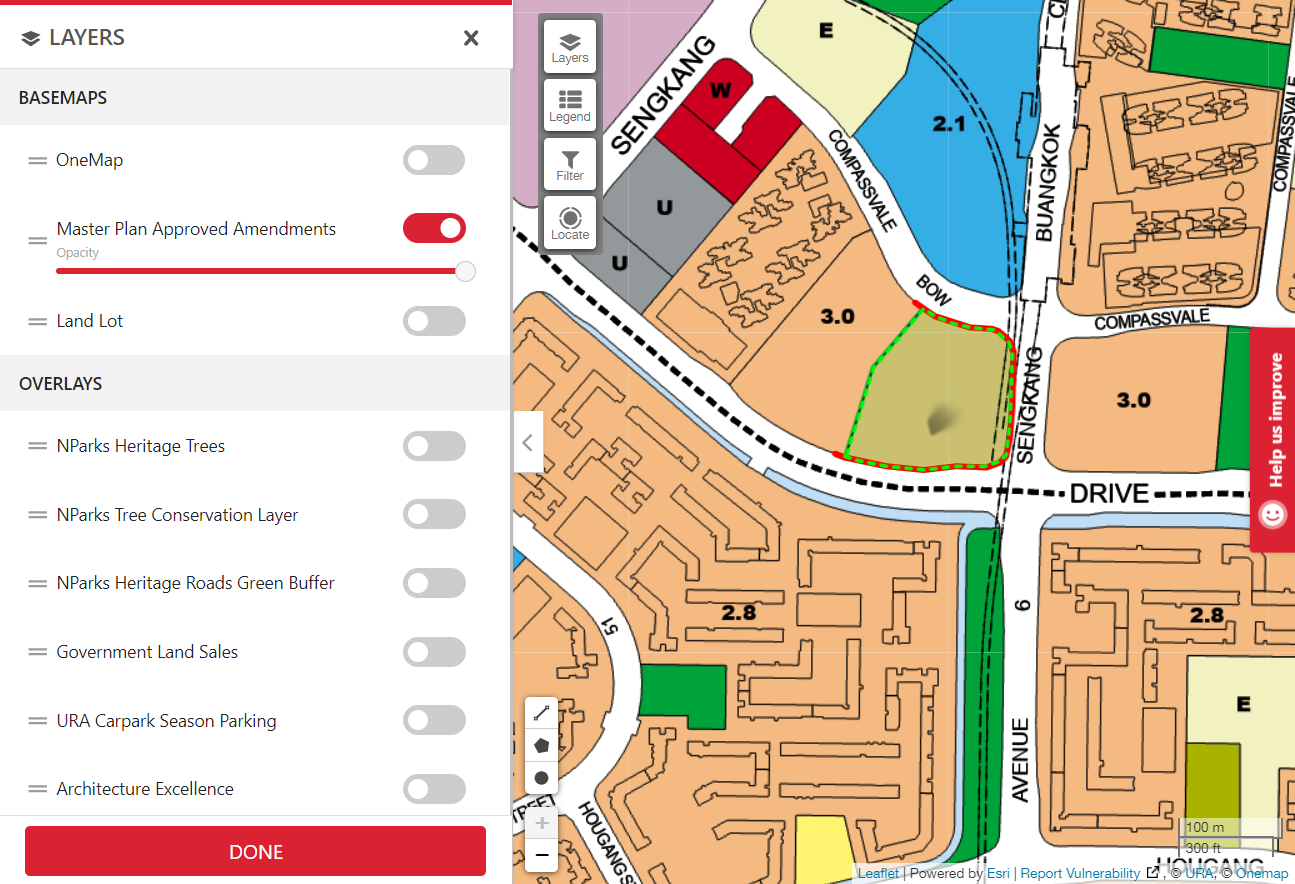 LAYERS
BASEMAPS
OneMap
Master Plan Approved Amendments
Opacity
Land Lot
OVERLAYS
NParks Heritage Trees
NParks Tree Conservation Layer
NParks Heritage Roads Green Buffer
Government Land Sales
URA Carpark Season Parking
Architecture Excellence
DONE
Layers
Legend
Filter
Locate
SENGKANG
W
U
U
E
2.1
COMPASSVALE
BOW
BUANGKOK
COMPASSVALE
COMPASSVALE
3.0
SENGKANG
3.0
DRIVE
Help us improve
51
2.8
6
AVENUE
2.8
E
HOUGANG
HOUGANG
100 m
300 ft
Leaflet | Powered by Esri | Report Vulnerability , © URA, © Onemap